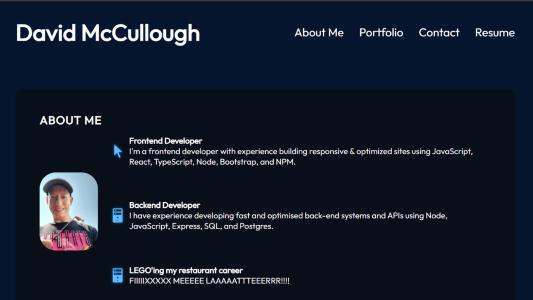 David McCullough
About Me Portfolio Contact Resume
ABOUT ME
Frontend Developer
I'm a frontend developer with experience building responsive & optimized sites using JavaScript,
React, TypeScript, Node, Bootstrap, and NPM.
Backend Developer
I have experience developing fast and optimised back-end systems and APIs using Node,
JavaScript, Express, SQL, and Postgres.
LEGO'ing my restaurant career
FIIIIIXXXXX MEEEEE LAAAAATTTEEERRR!!!!